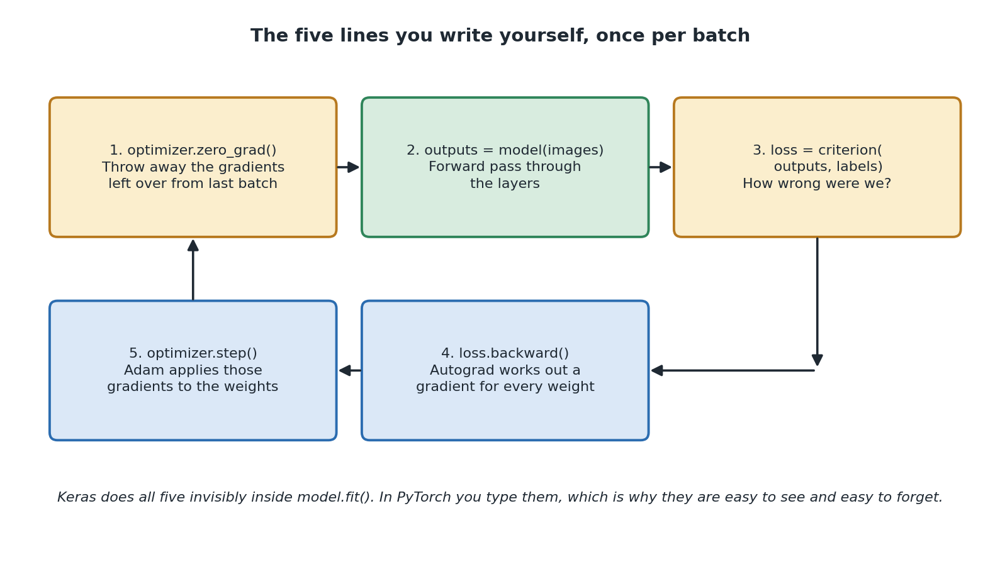 The five lines you write yourself, once per batch
1. optimizer.zero_grad()
Throw away the gradients
left over from last batch
2. outputs = model(images)
Forward pass through
the layers
3. loss = criterion(
outputs, labels)
How wrong were we?
4. loss.backward()
Autograd works out a
gradient for every weight
5. optimizer.step()
Adam applies those
gradients to the weights
Keras does all five invisibly inside model.fit(). In PyTorch you type them, which is why they are easy to see and easy to forget.